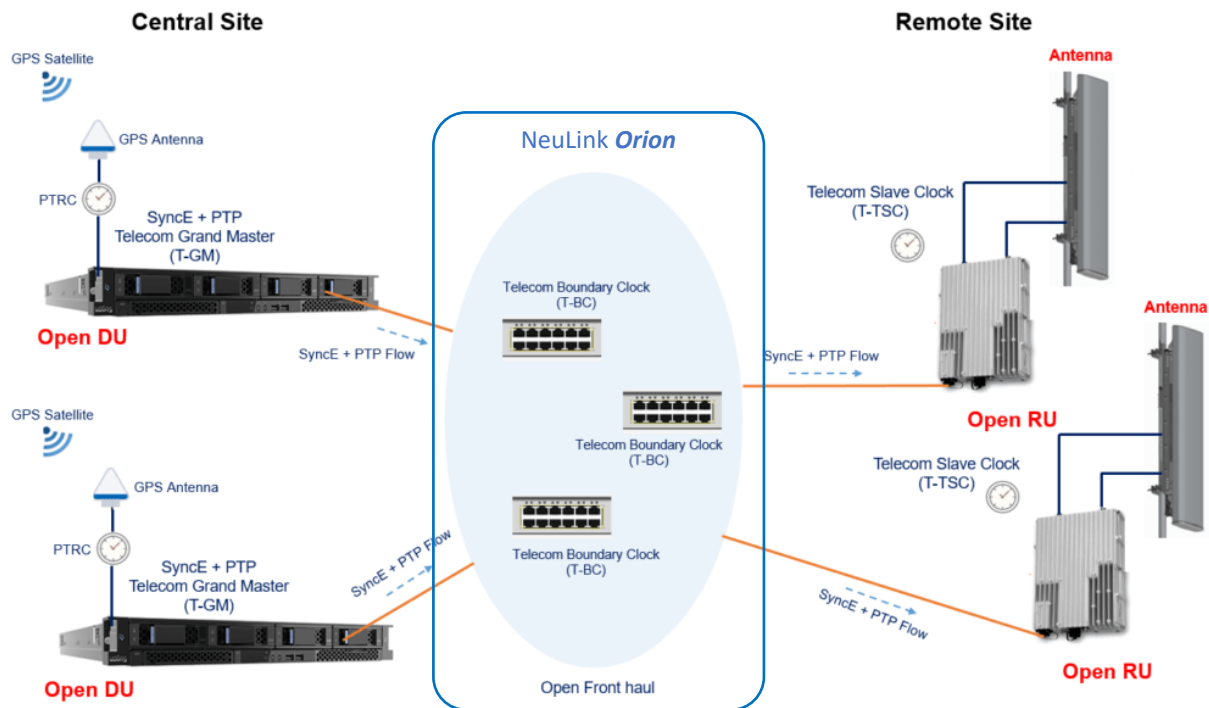 Central Site
Remote Site
GPS Satellite
GPS Antenna
PTRC
SyncE + PTP
Telecom Grand Master
(T-GM)
Open DU
SyncE + PTP Flow
GPS Satellite
GPS Antenna
PTRC
SyncE + PTP
Telecom Grand Master
(T-GM)
Open DU
SyncE + PTP Flow
NeuLink Orion
Telecom Boundary Clock
(T-BC)
Telecom Boundary Clock
(T-BC)
Telecom Boundary Clock
(T-BC)
Open Front haul
SyncE + PTP Flow
SyncE + PTP Flow
Antenna
Telecom Slave Clock
(T-TSC)
Open RU
Antenna
Telecom Slave Clock
(T-TSC)
Open RU